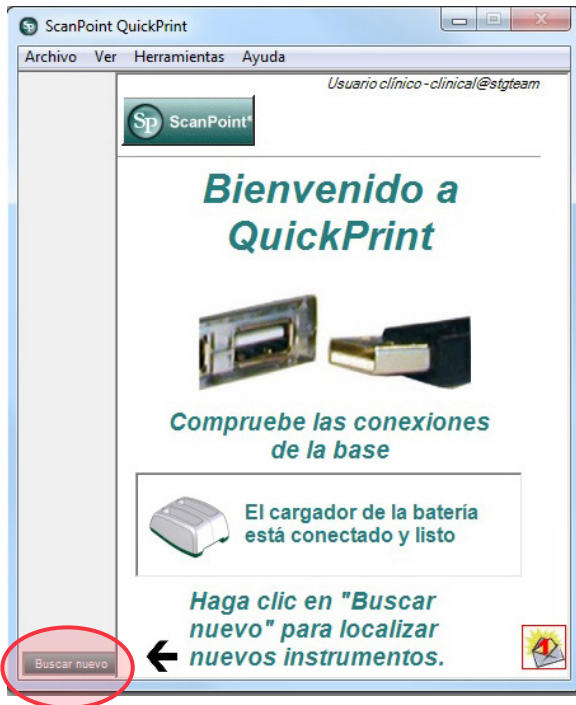 ScanPoint QuickPrint
Archivo Ver Herramientas Ayuda
Usuario clínico - clinical@stgteam
Sp ScanPoint®
Bienvenido a
QuickPrint
Compruebe las conexiones
de la base
El cargador de la batería
está conectado y listo
Haga clic en "Buscar
nuevo" para localizar
nuevos instrumentos.
Buscar nuevo